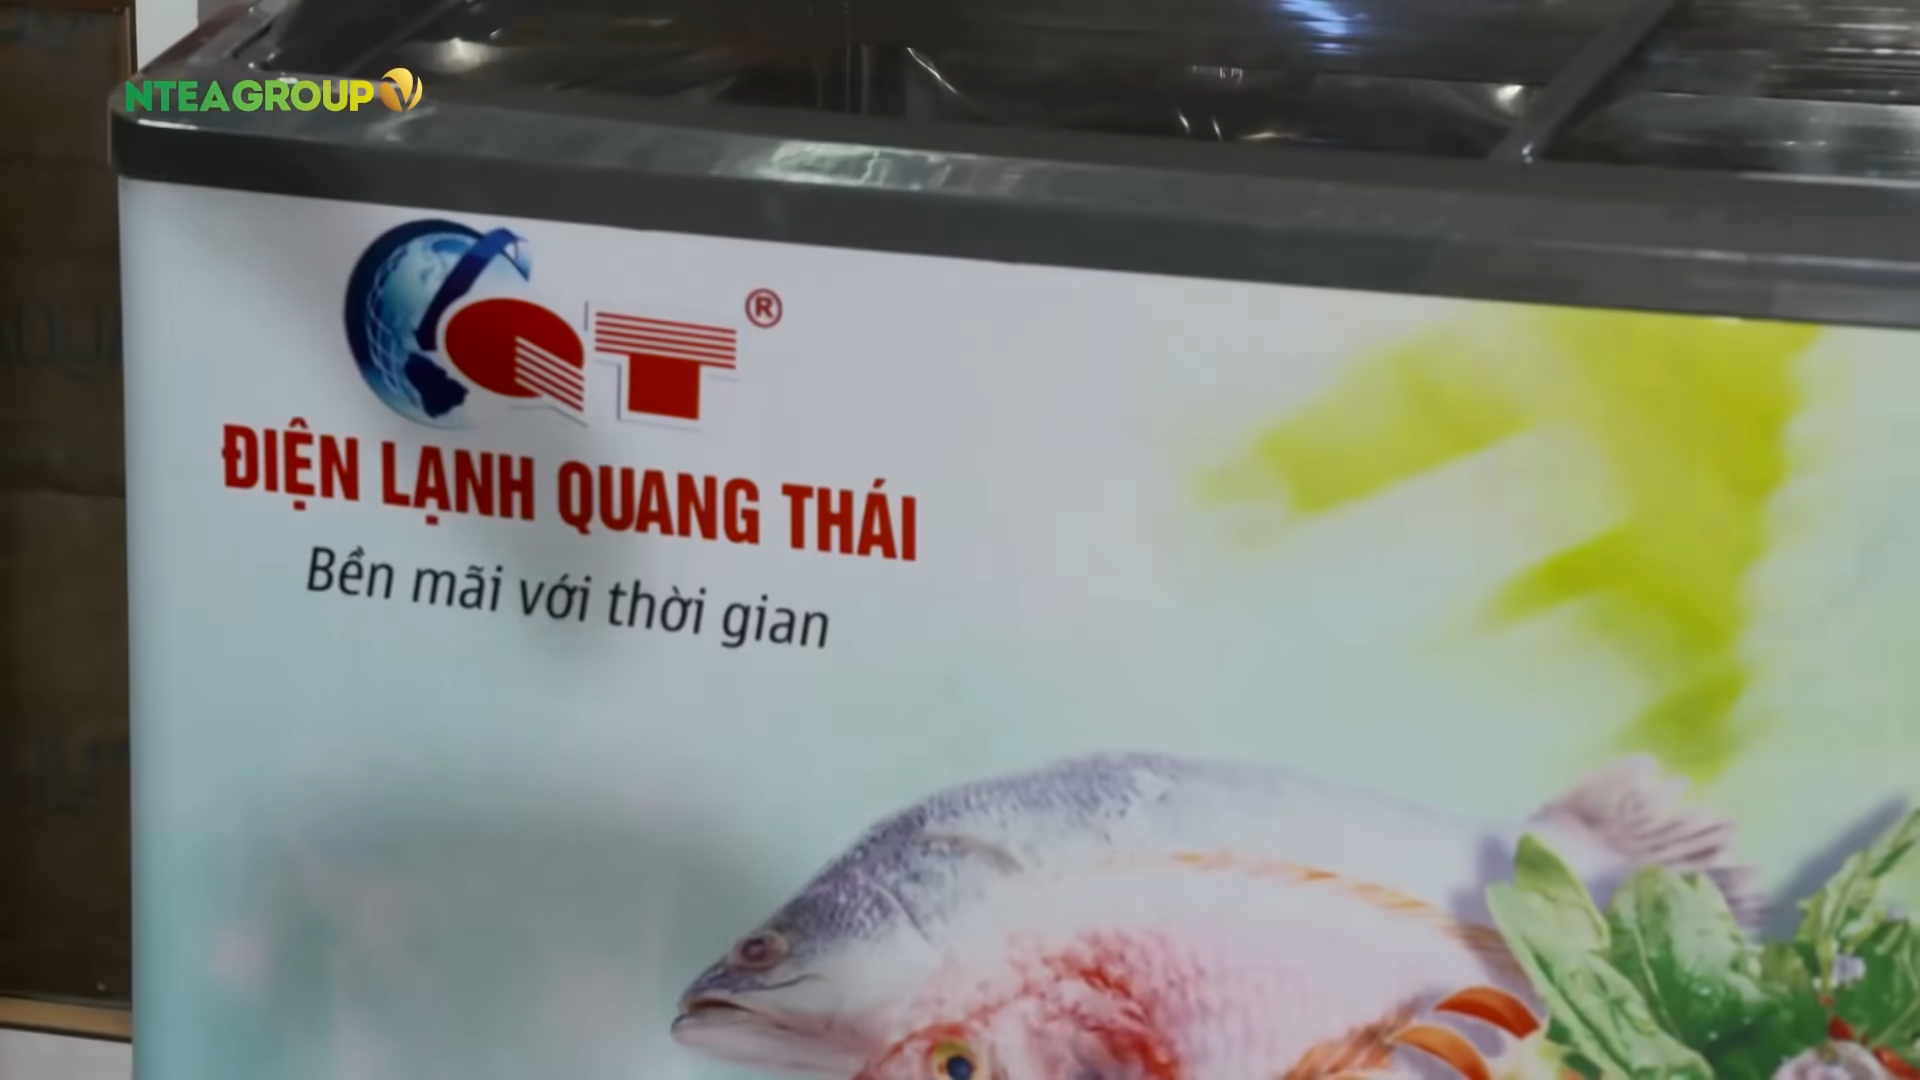 NTEAGROUP
QT®
ĐIỆN LẠNH QUANG THÁI
Bền mãi với thời gian